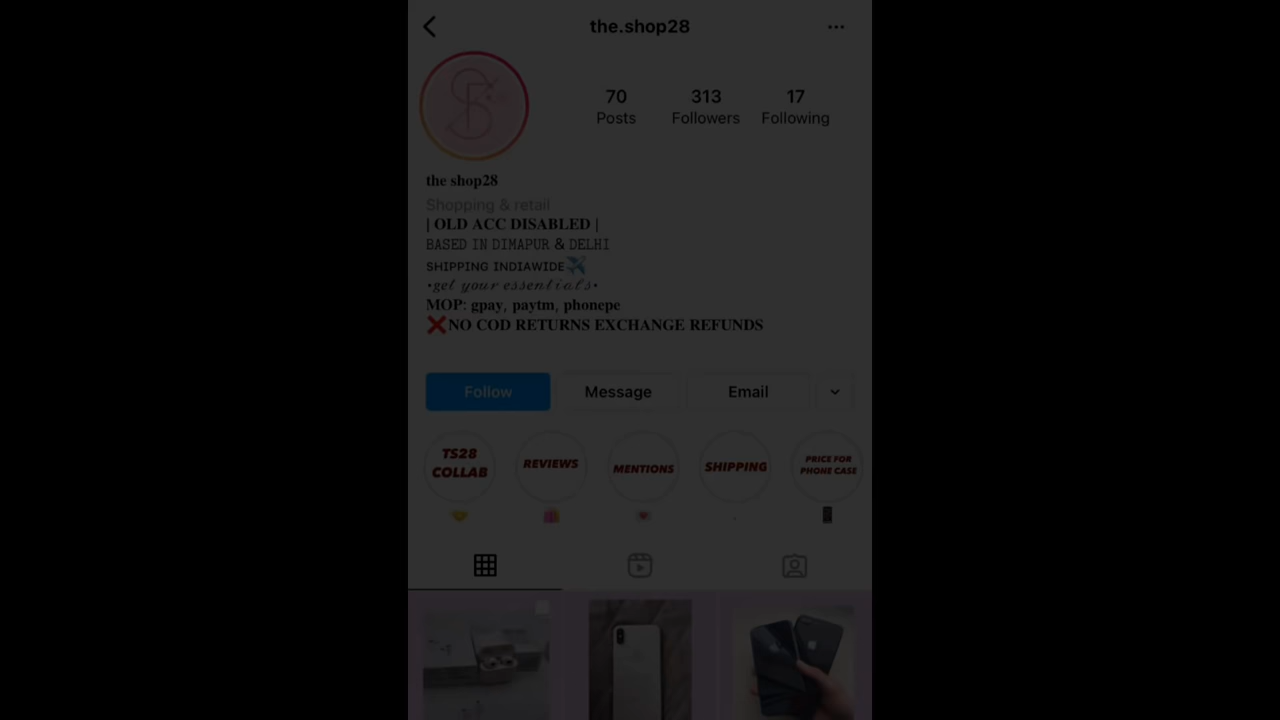 the.shop28
70
313
17
Posts
Followers
Following
the shop28
Shopping & retail
| OLD ACC DISABLED |
BASED IN DIMAPUR & DELHI
SHIPPING INDIAWIDE✈️
•get your essentials•
MOP: gpay, paytm, phonepe
❌NO COD RETURNS EXCHANGE REFUNDS
Follow
Message
Email
TS28
COLLAB
REVIEWS
MENTIONS
SHIPPING
PRICE FOR
PHONE CASE